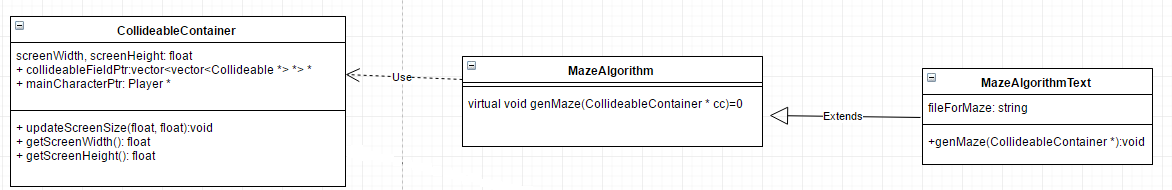 CollideableContainer
screenWidth, screenHeight: float
+ collideableFieldPtr:vector<vector<Collideable *> *> *
+ mainCharacterPtr: Player *
+ updateScreenSize(float, float):void
+ getScreenWidth(): float
+ getScreenHeight(): float
Use
MazeAlgorithm
virtual void genMaze(CollideableContainer * cc)=0
Extends
MazeAlgorithmText
fileForMaze: string
+genMaze(CollideableContainer *):void